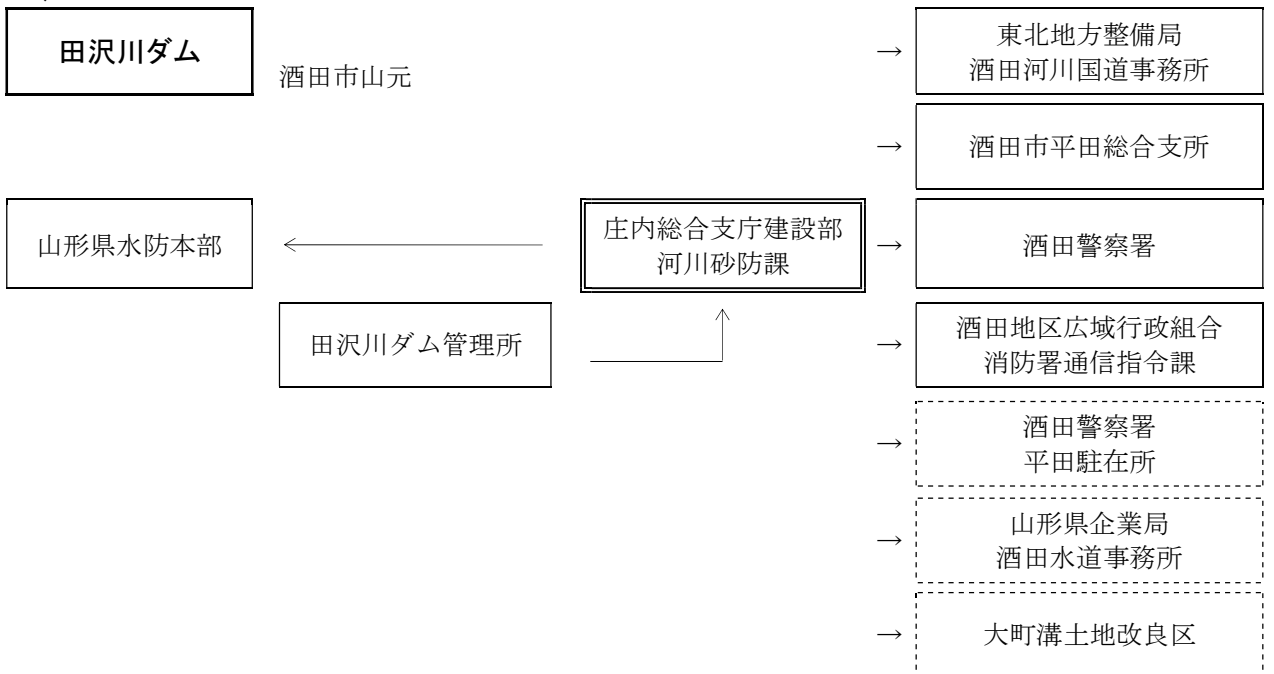 田沢川ダム
酒田市山元
→
東北地方整備局
酒田河川国道事務所
→
酒田市平田総合支所
山形県水防本部
庄内総合支庁建設部
河川砂防課
→
酒田警察署
田沢川ダム管理所
→
酒田地区広域行政組合
消防署通信指令課
→
酒田警察署
平田駐在所
→
山形県企業局
酒田水道事務所
→
大町溝土地改良区